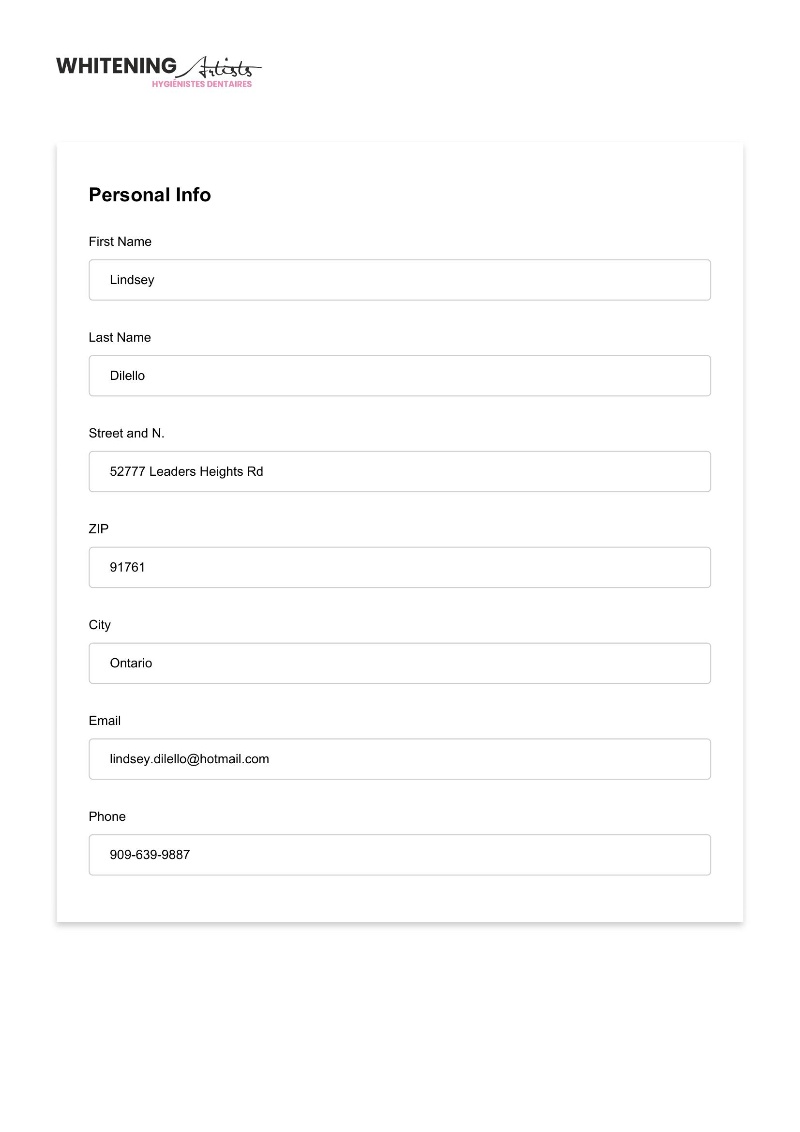 WHITENING Artists
HYGIÉNISTES DENTAIRES
Personal Info
First Name
Lindsey
Last Name
Dilello
Street and N.
52777 Leaders Heights Rd
ZIP
91761
City
Ontario
Email
lindsey.dilello@hotmail.com
Phone
909-639-9887